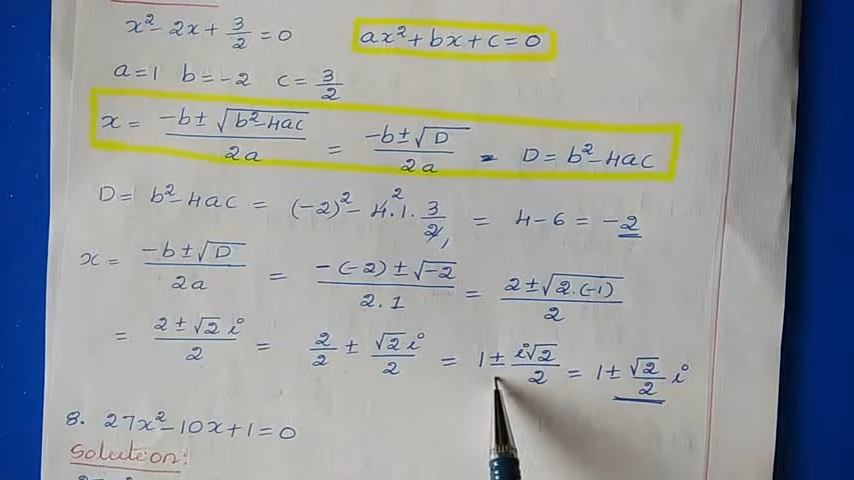 x² - 2x + 3/2 = 0 ax² + bx + c = 0
a = 1 b = -2 c = 3/2
x = (-b ± √(b² - 4ac))/2a = (-b ± √D)/2a - D = b² - 4ac
D = b² - 4ac = (-2)² - 4.1.3/2 = 4 - 6 = -2
x = (-b ± √D)/2a = (-(-2) ± √-2)/2.1 = (2 ± √(2.(-1)))/2
= (2 ± √2 i)/2 = 2/2 ± √2 i/2 = 1 ± i√2/2 = 1 ± √2/2 i
8. 27x² - 10x + 1 = 0
Solution: